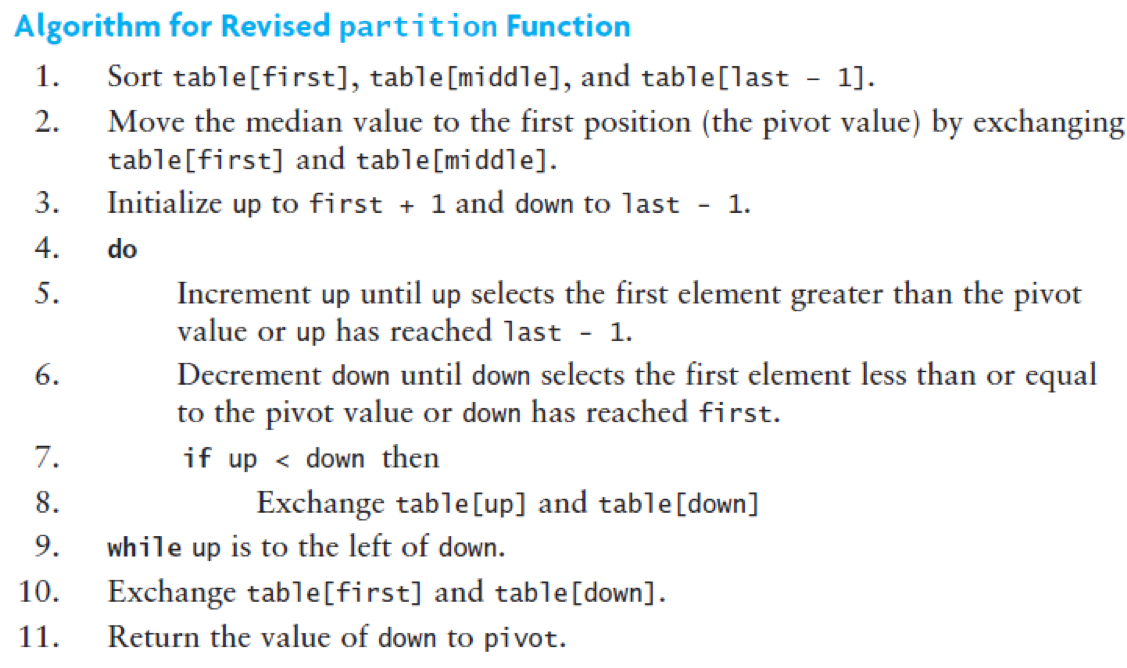 Algorithm for Revised partition Function
1. Sort table[first], table[middle], and table[last - 1].
2. Move the median value to the first position (the pivot value) by exchanging
table[first] and table[middle].
3. Initialize up to first + 1 and down to last - 1.
4. do
5. Increment up until up selects the first element greater than the pivot
value or up has reached last - 1.
6. Decrement down until down selects the first element less than or equal
to the pivot value or down has reached first.
7. if up < down then
8. Exchange table[up] and table[down]
9. while up is to the left of down.
10. Exchange table[first] and table[down].
11. Return the value of down to pivot.